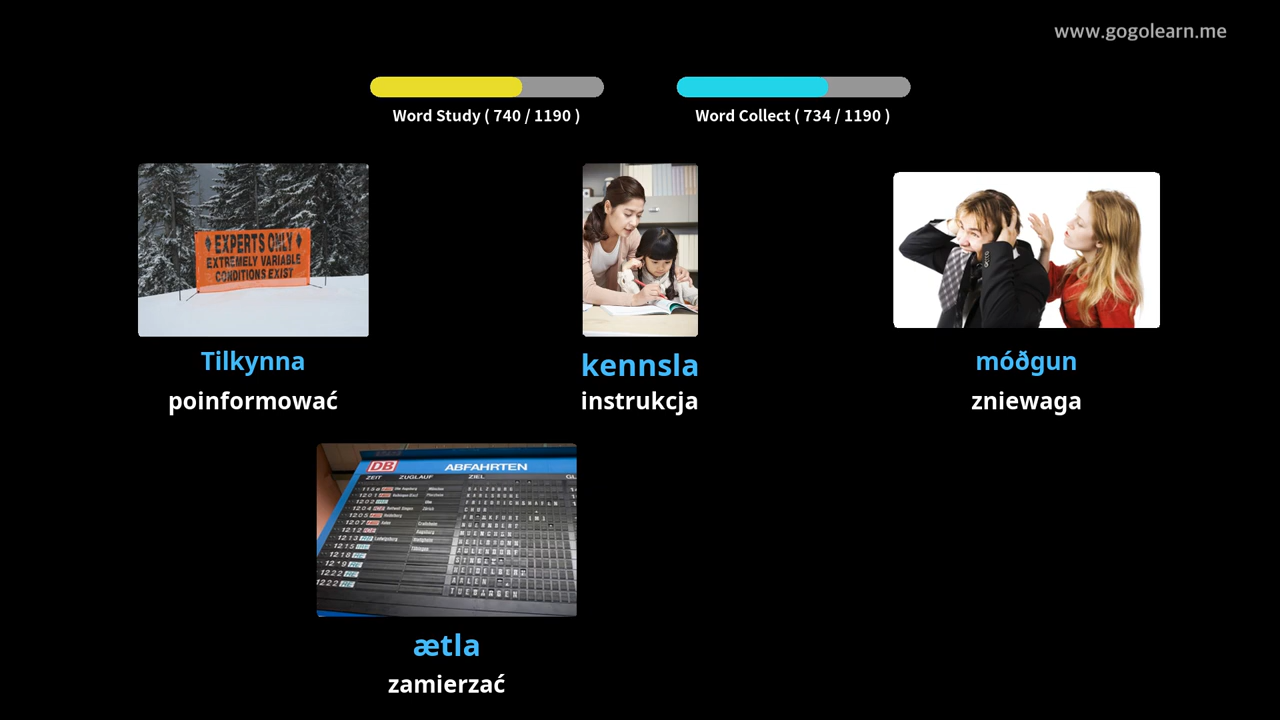 www.gogolearn.me
Word Study ( 740 / 1190 )
Word Collect ( 734 / 1190 )
EXPERTS ONLY
EXTREMELY VARIABLE
CONDITIONS EXIST
Tilkynna
poinformować
kennsla
instrukcja
móðgun
zniewaga
DB ABFAHRTEN
ZEIT ZUGLAUF ZIEL
ætla
zamierzać